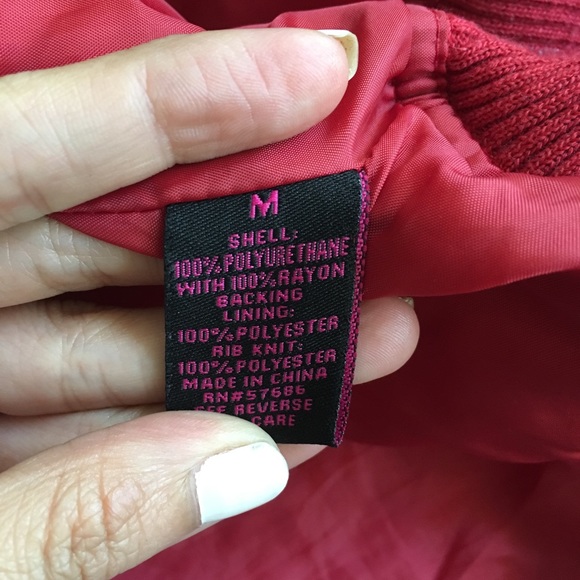 M
SHELL:
100% POLYURETHANE
WITH 100% RAYON
BACKING
LINING:
100% POLYESTER
RIB KNIT:
100% POLYESTER
MADE IN CHINA
RN#57686
SEE REVERSE
CARE